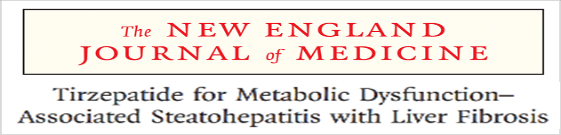 The NEW ENGLAND
JOURNAL of MEDICINE
Tirzepatide for Metabolic Dysfunction–
Associated Steatohepatitis with Liver Fibrosis